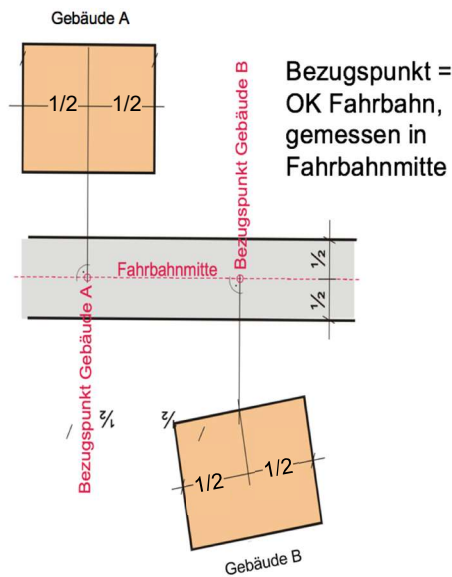 Gebäude A
1/2
1/2
Bezugspunkt Gebäude B
Bezugspunkt =
OK Fahrbahn,
gemessen in
Fahrbahnmitte
Fahrbahnmitte
½
½
Bezugspunkt Gebäude A
½
½
1/2
1/2
Gebäude B